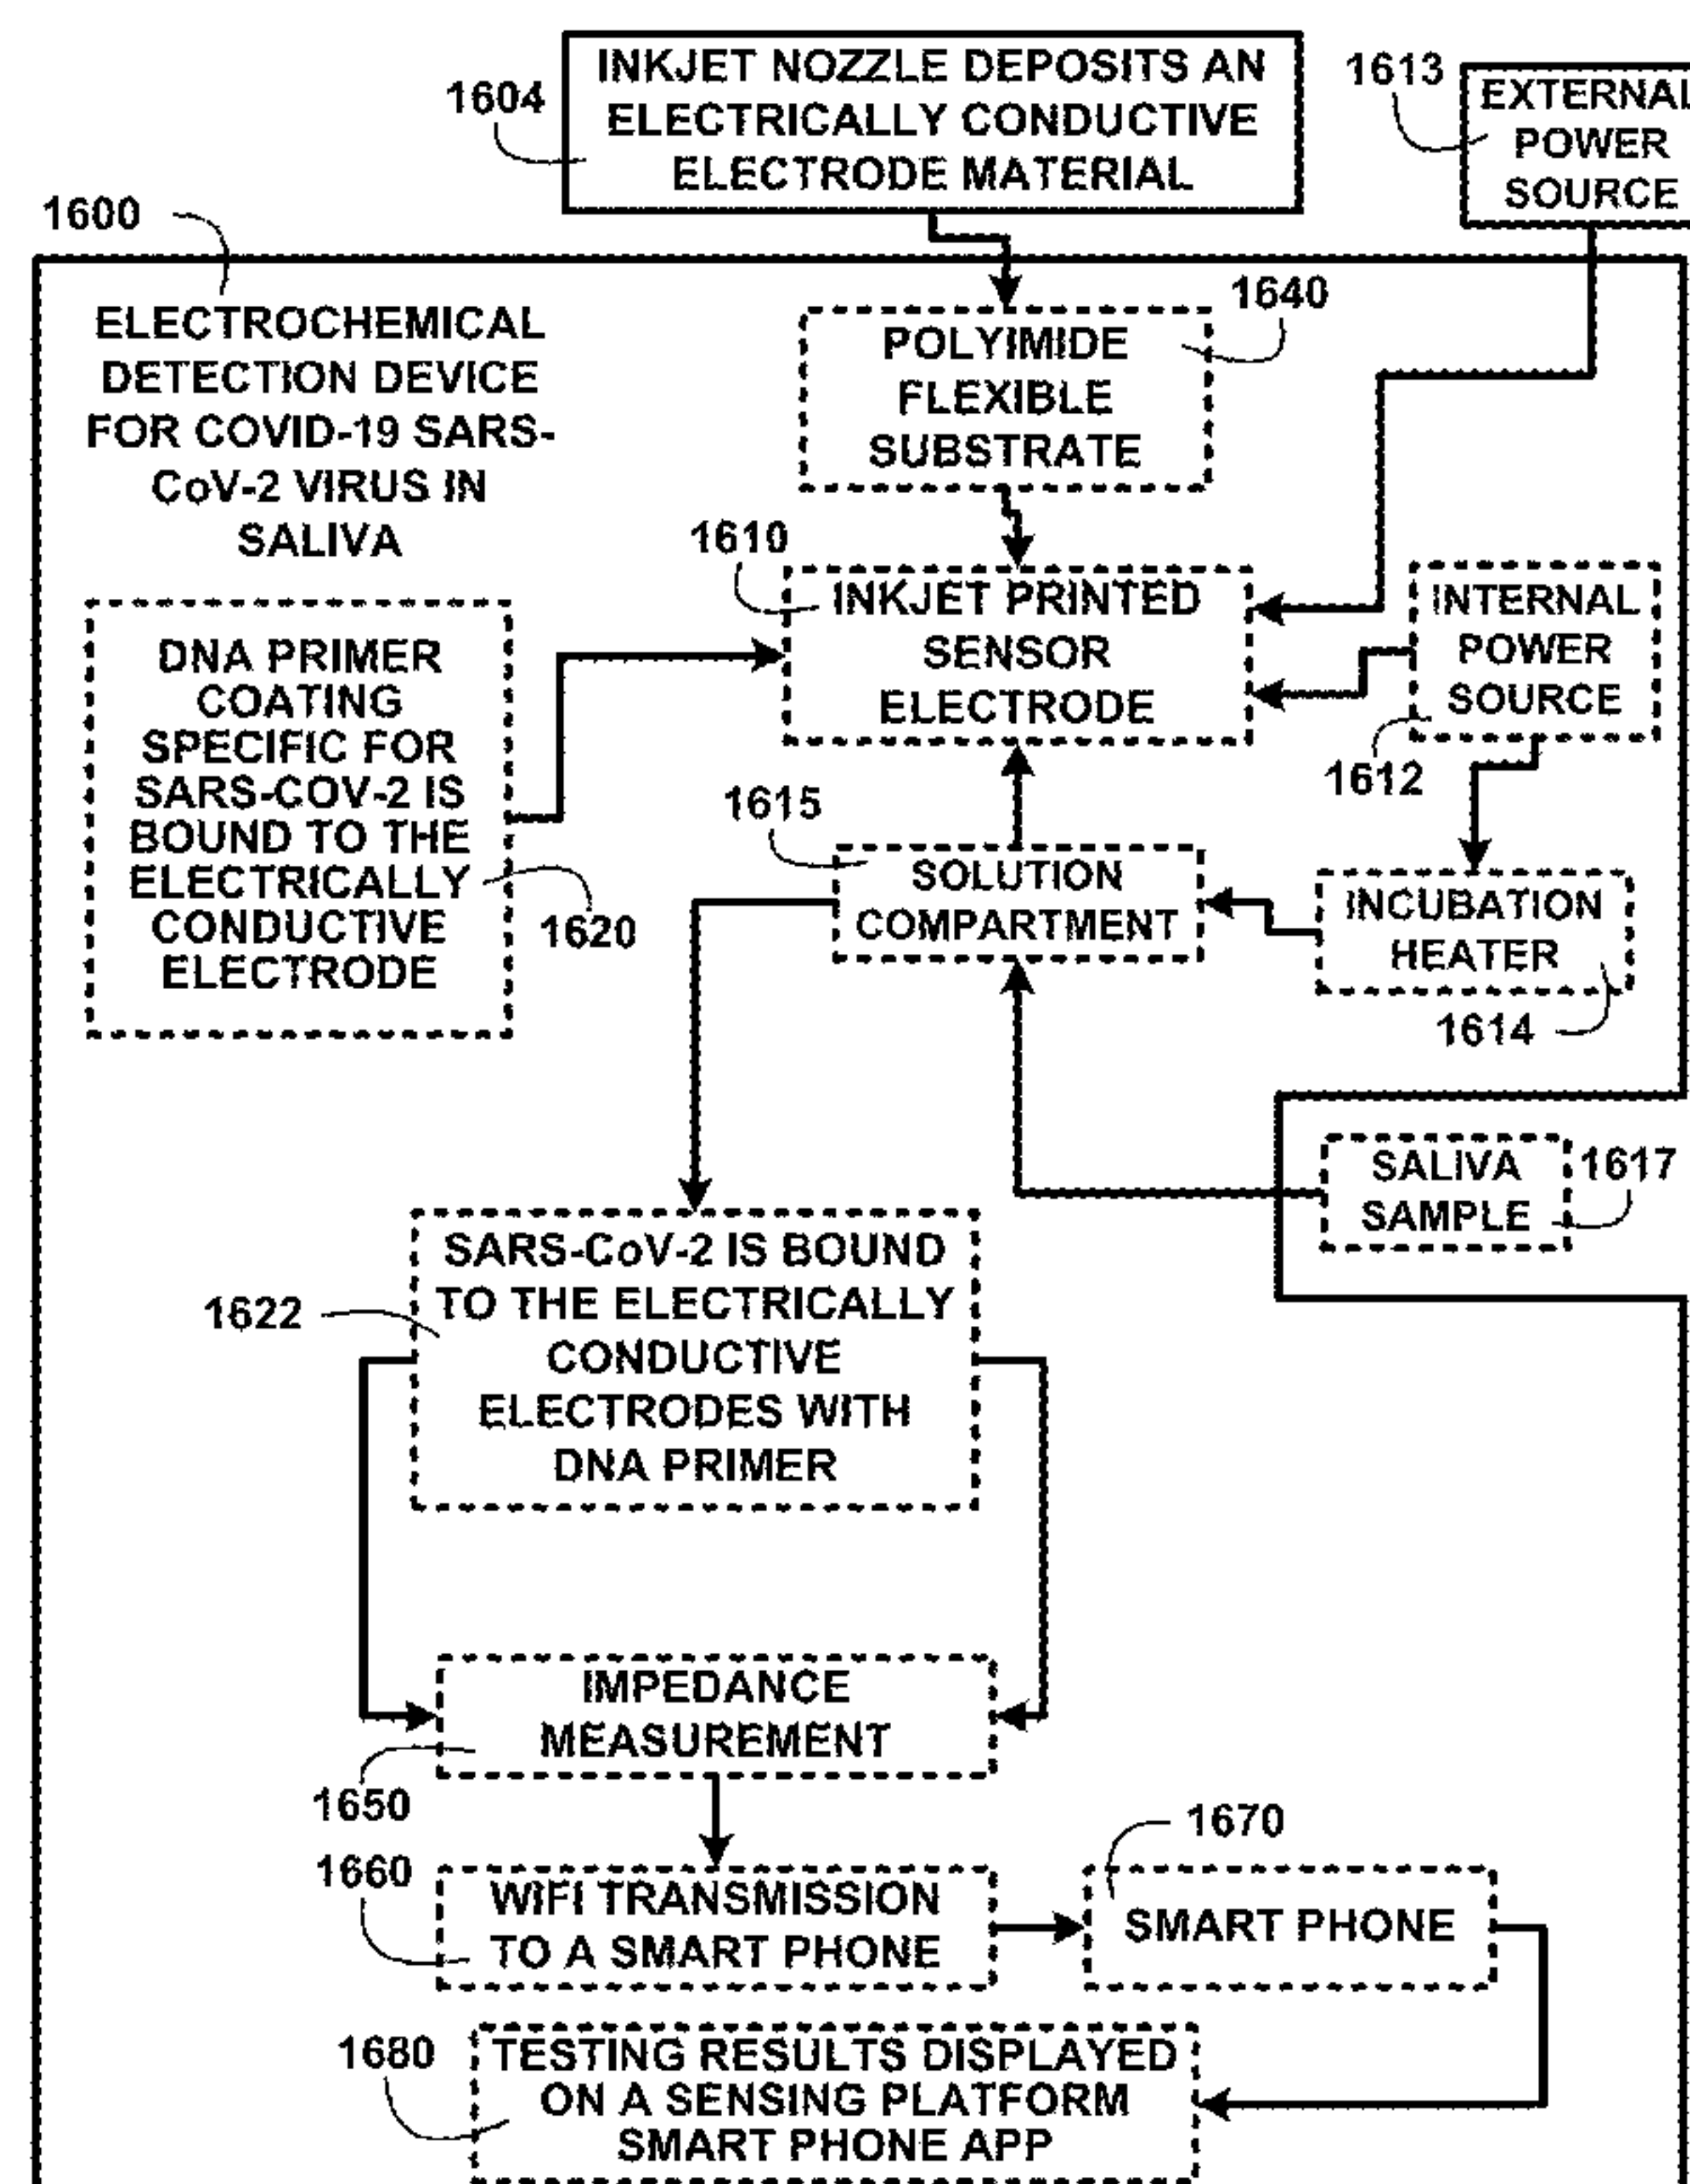 1604
INKJET NOZZLE DEPOSITS AN
ELECTRICALLY CONDUCTIVE
ELECTRODE MATERIAL
1613
EXTERNAL
POWER
SOURCE
1600
ELECTROCHEMICAL
DETECTION DEVICE
FOR COVID-19 SARS-
CoV-2 VIRUS IN
SALIVA
1640
POLYIMIDE
FLEXIBLE
SUBSTRATE
1610
INKJET PRINTED
SENSOR
ELECTRODE
INTERNAL
POWER
SOURCE
1612
DNA PRIMER
COATING
SPECIFIC FOR
SARS-COV-2 IS
BOUND TO THE
ELECTRICALLY
CONDUCTIVE
ELECTRODE
1620
1615
SOLUTION
COMPARTMENT
INCUBATION
HEATER
1614
SALIVA
SAMPLE
1617
1622
SARS-CoV-2 IS BOUND
TO THE ELECTRICALLY
CONDUCTIVE
ELECTRODES WITH
DNA PRIMER
IMPEDANCE
MEASUREMENT
1650
1660
WIFI TRANSMISSION
TO A SMART PHONE
1670
SMART PHONE
1680
TESTING RESULTS DISPLAYED
ON A SENSING PLATFORM
SMART PHONE APP